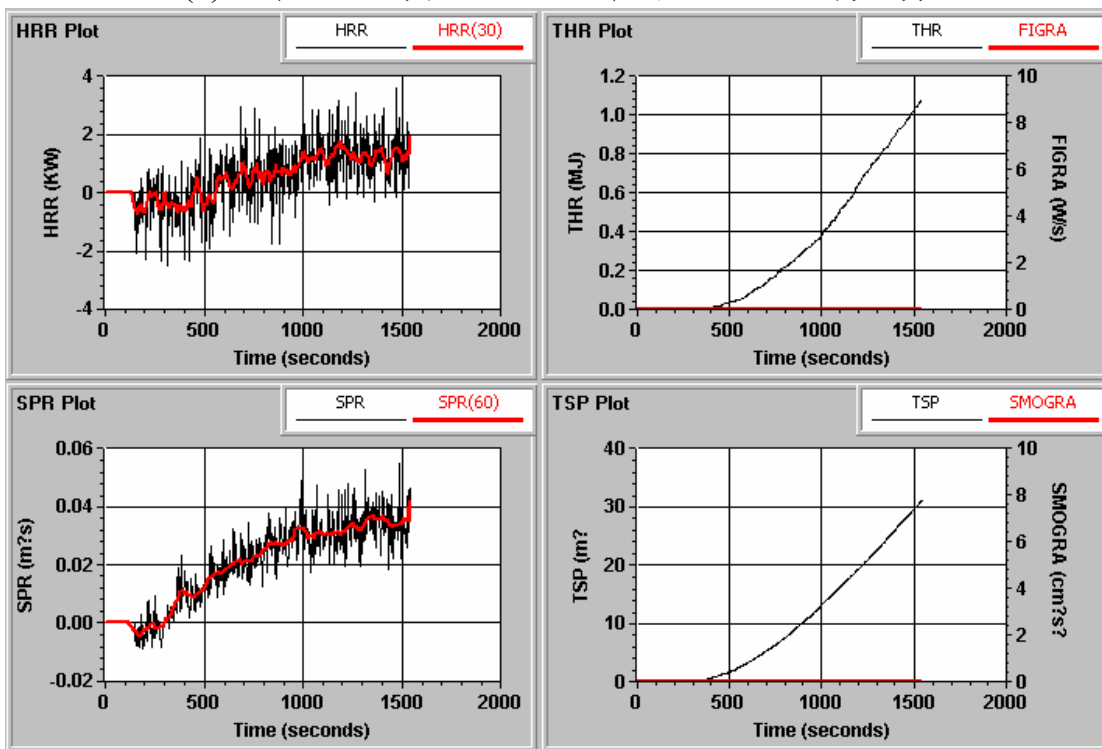 HRR Plot
HRR HRR(30)
4
2
0
-2
-4
HRR (KW)
0 500 1000 1500 2000
Time (seconds)
THR Plot
THR FIGRA
1.2
1.0
0.8
0.6
0.4
0.2
0.0
THR (MJ)
10
8
6
4
2
0
FIGRA (W/s)
0 500 1000 1500 2000
Time (seconds)
SPR Plot
SPR SPR(60)
0.06
0.04
0.02
0.00
-0.02
SPR (m?s)
0 500 1000 1500 2000
Time (seconds)
TSP Plot
TSP SMOGRA
40
30
20
10
0
TSP (m?
10
8
6
4
2
0
SMOGRA (cm?s?
0 500 1000 1500 2000
Time (seconds)